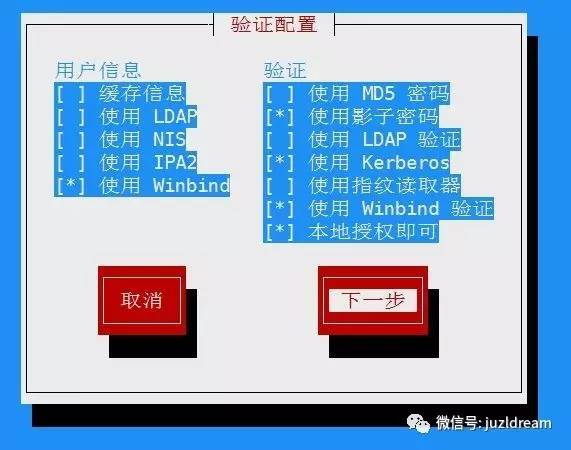 验证配置
用户信息
[ ] 缓存信息
[ ] 使用 LDAP
[ ] 使用 NIS
[ ] 使用 IPA2
[*] 使用 Winbind
验证
[ ] 使用 MD5 密码
[*] 使用影子密码
[ ] 使用 LDAP 验证
[*] 使用 Kerberos
[ ] 使用指纹读取器
[*] 使用 Winbind 验证
[*] 本地授权即可
取消
下一步
微信号: juzldream